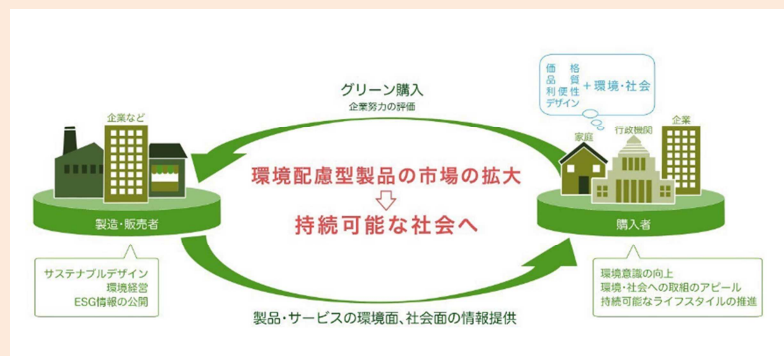 グリーン購入
企業努力の評価
価格
品質
利便性
デザイン
+環境・社会
企業など
家庭
行政機関
企業
環境配慮型製品の市場の拡大
持続可能な社会へ
製造・販売者
購入者
サステナブルデザイン
環境経営
ESG情報の公開
環境意識の向上
環境・社会への取組のアピール
持続可能なライフスタイルの推進
製品・サービスの環境面、社会面の情報提供